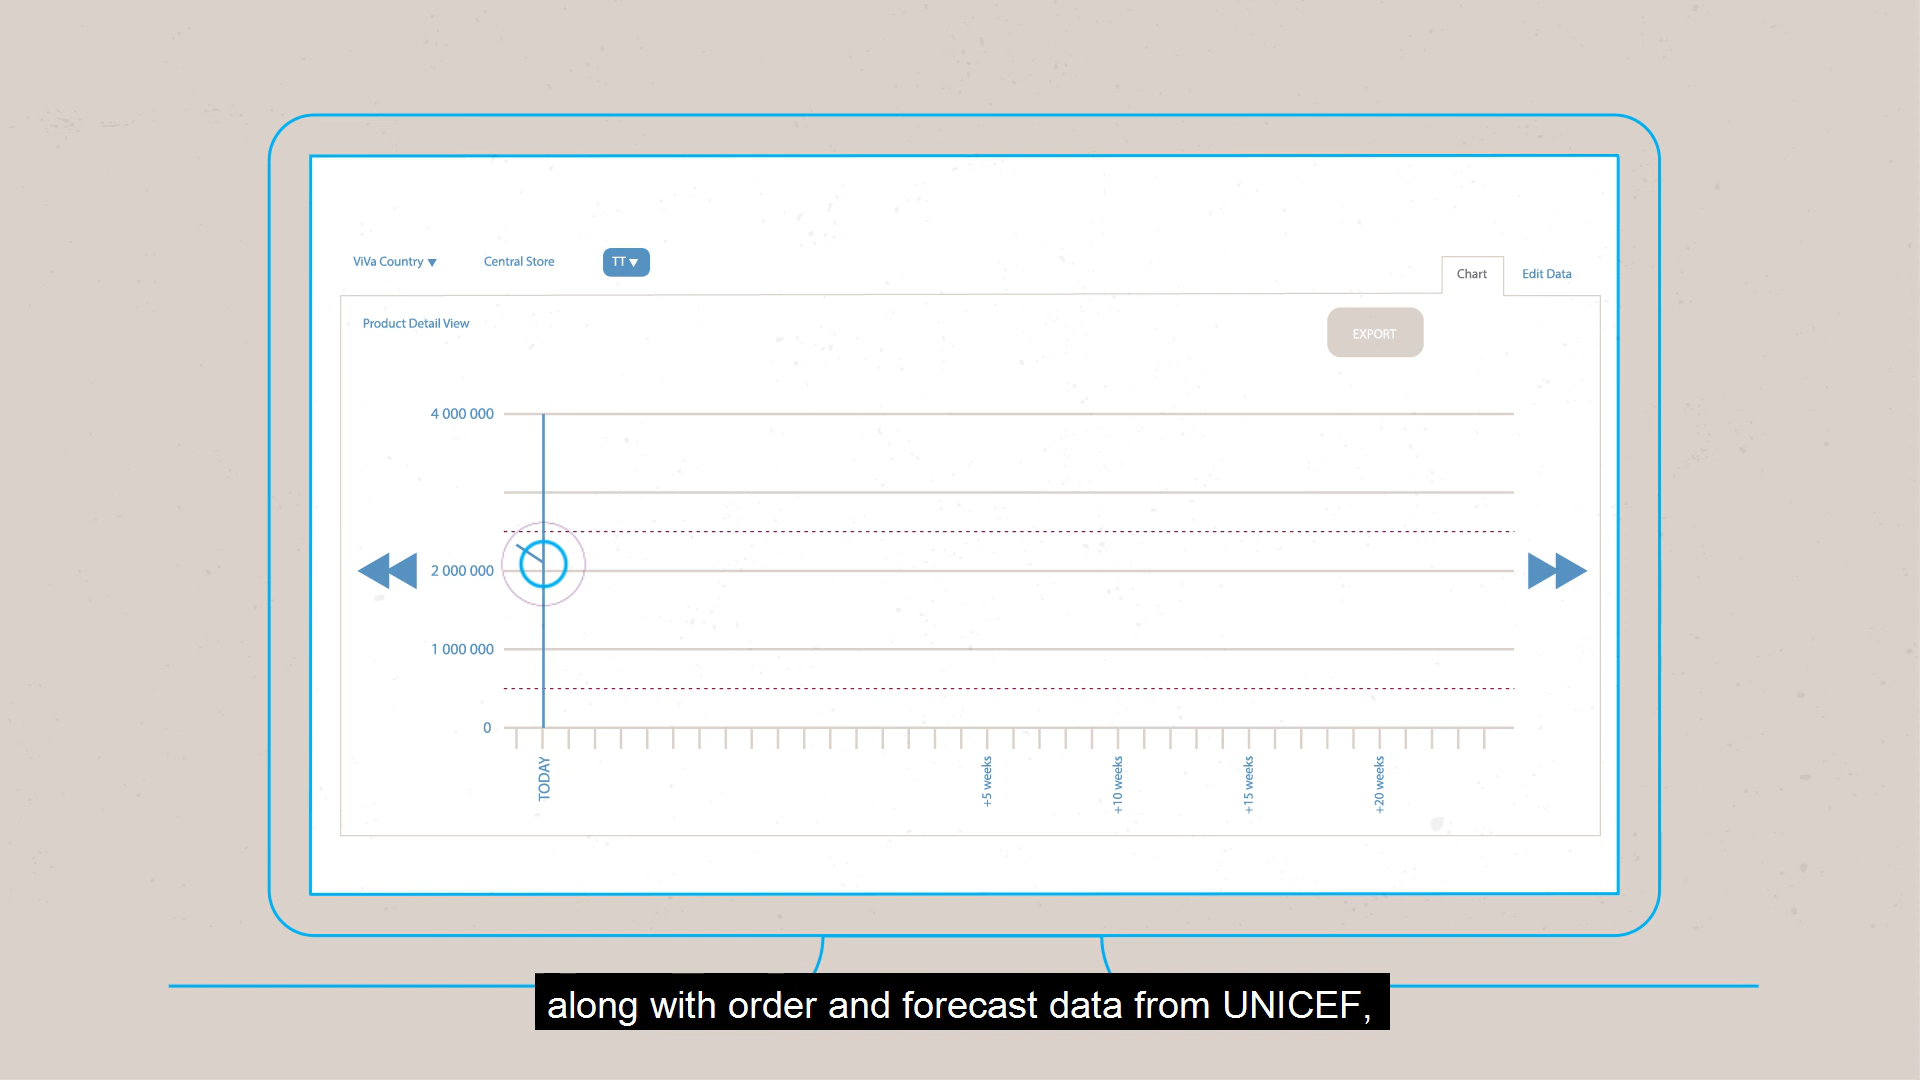 ViVa Country Central Store TT
Chart Edit Data
Product Detail View
EXPORT
4 000 000
2 000 000
1 000 000
0
TODAY
+5 weeks
+10 weeks
+15 weeks
+20 weeks
along with order and forecast data from UNICEF,